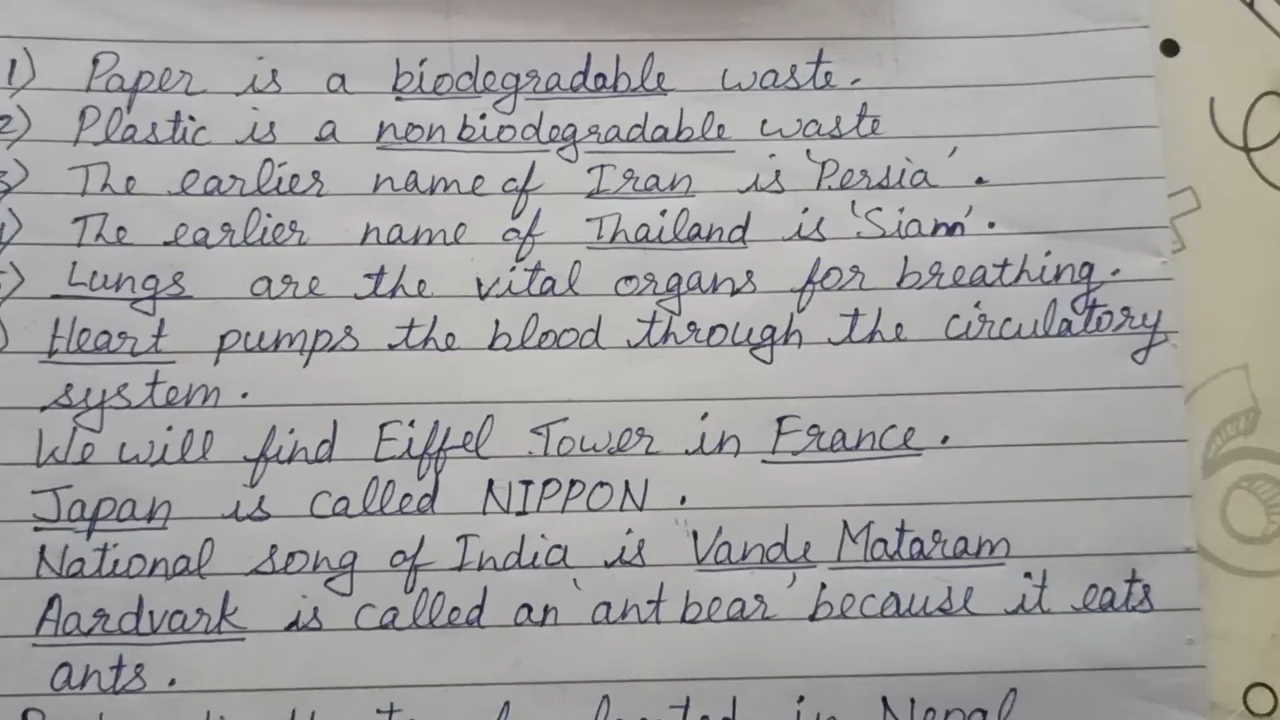 1) Paper is a biodegradable waste.
2) Plastic is a nonbiodegradable waste
3) The earlier name of Iran is 'Persia'.
) The earlier name of Thailand is 'Siam'.
) Lungs are the vital organs for breathing.
) Heart pumps the blood through the circulatory
system.
We will find Eiffel Tower in France.
Japan is called NIPPON.
National song of India is Vande Mataram
Aardvark is called an 'ant bear' because it eats
ants.
in Nepal